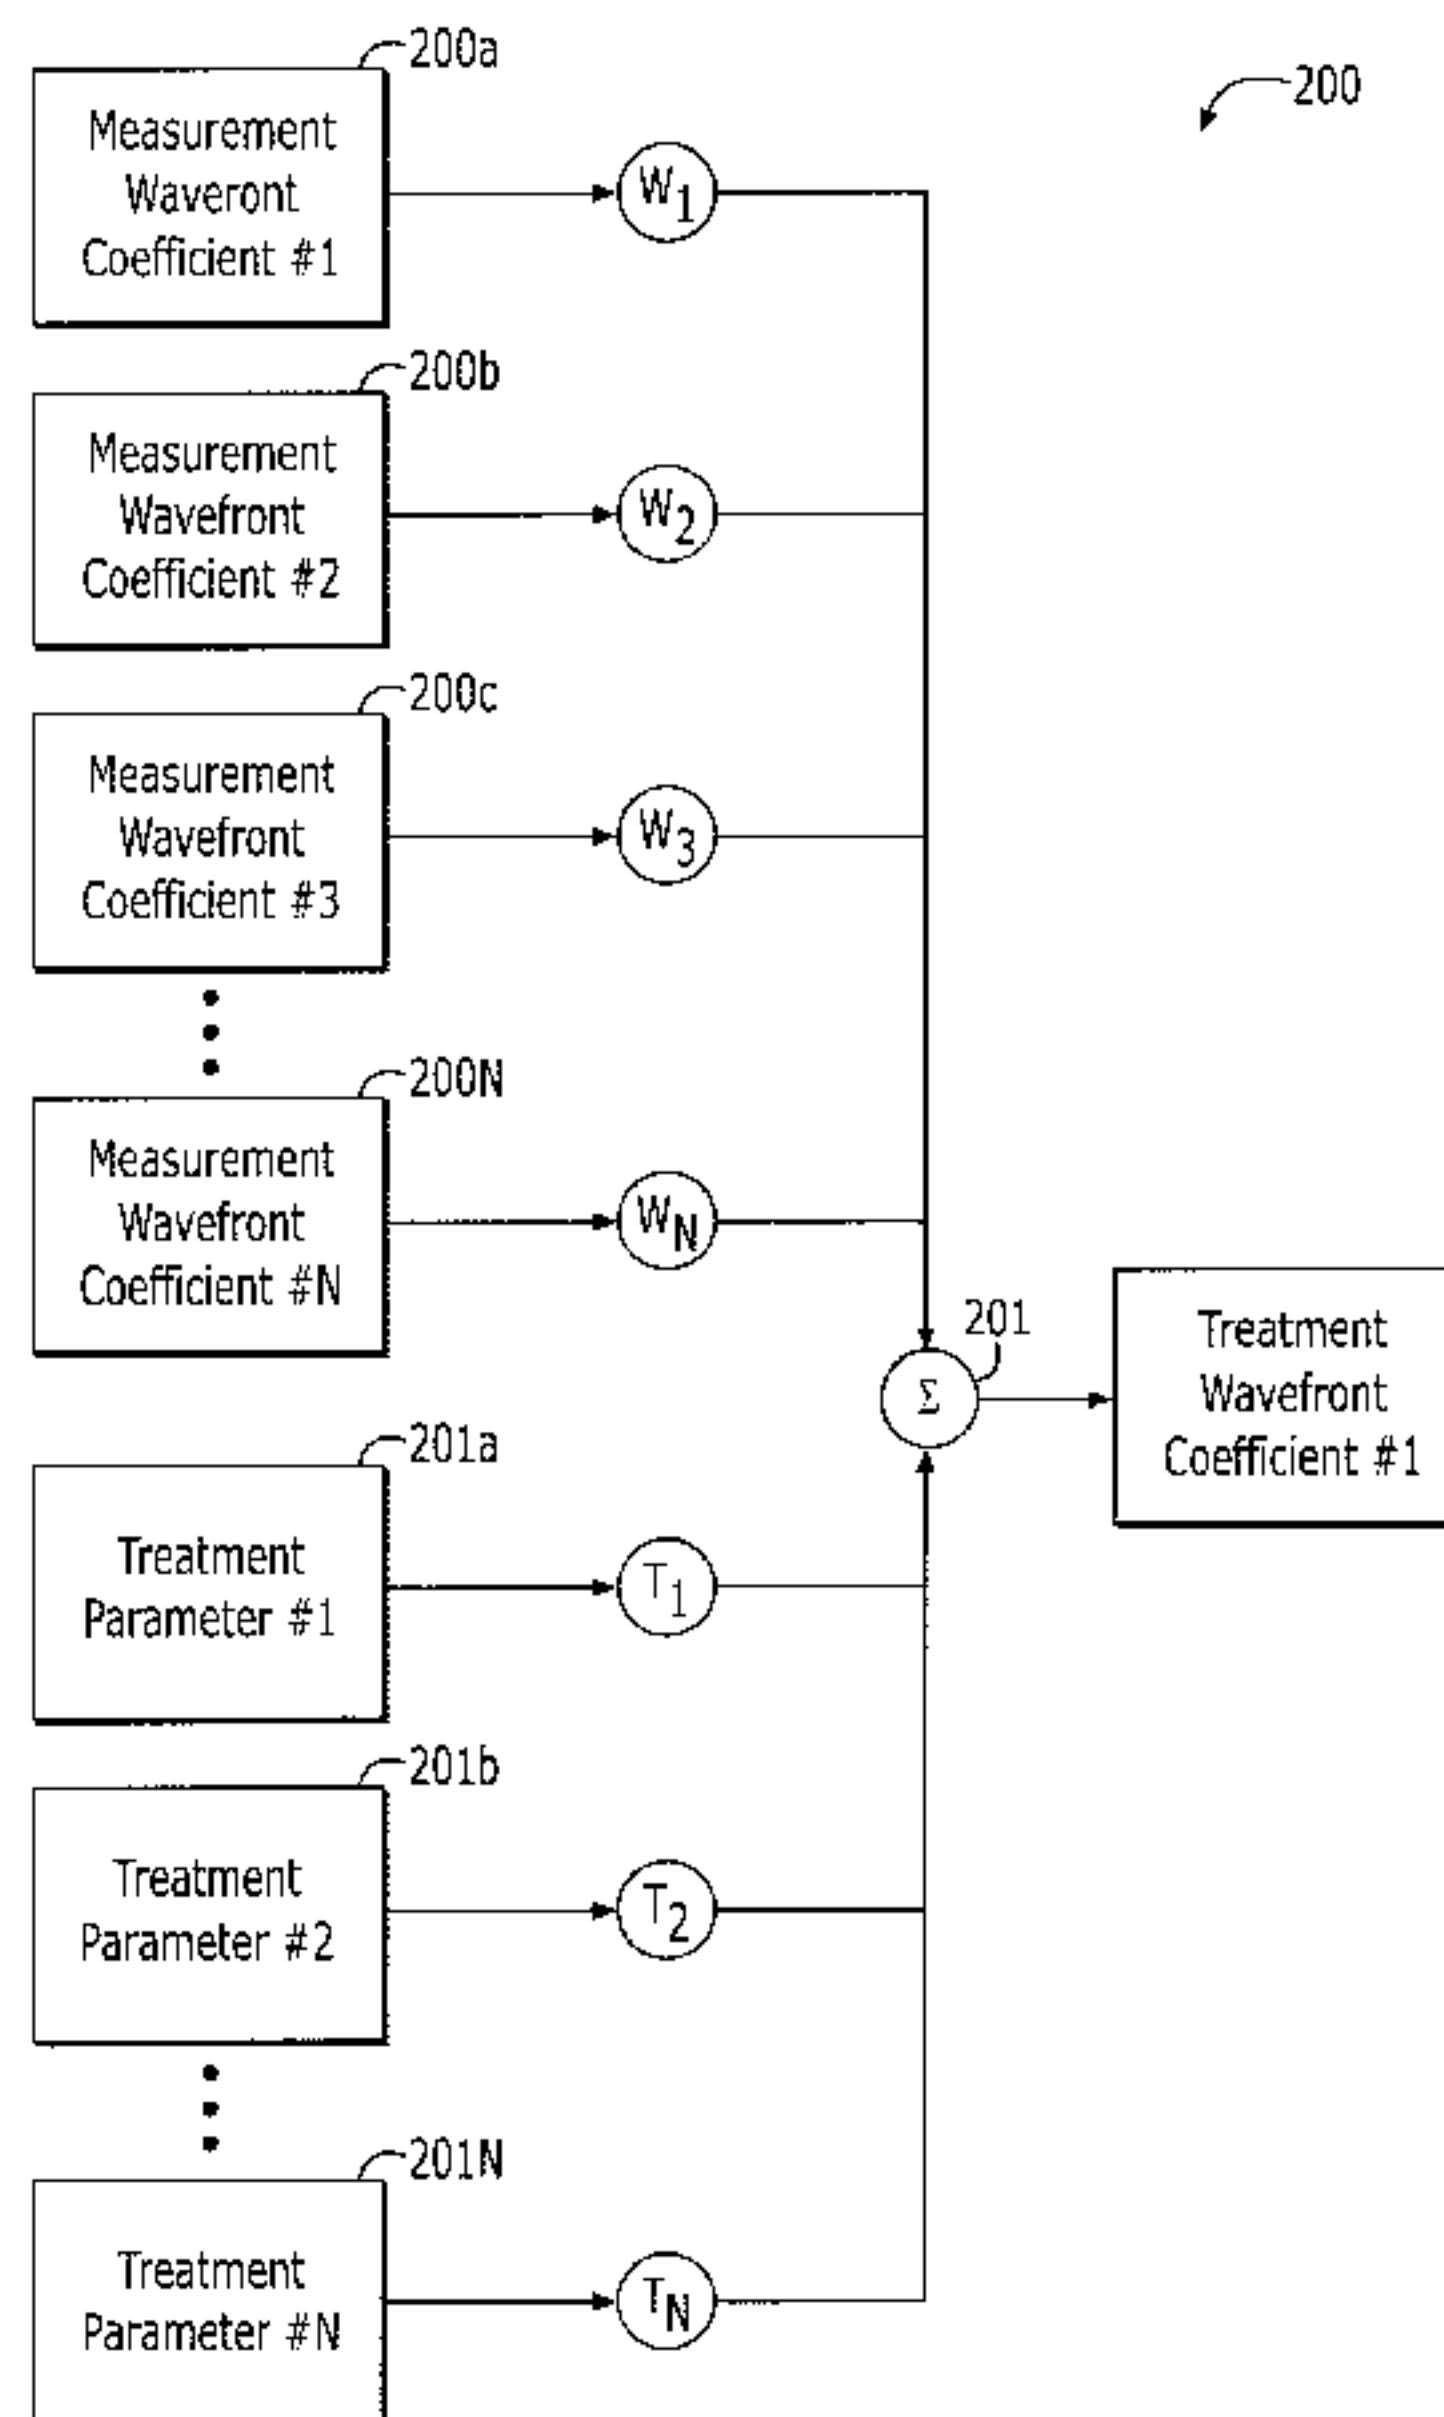 200a
200
Measurement
Waveront
Coefficient #1
W1
200b
Measurement
Wavefront
Coefficient #2
W2
200c
Measurement
Wavefront
Coefficient #3
W3
200N
Measurement
Wavefront
Coefficient #N
WN
201
Σ
Treatment
Wavefront
Coefficient #1
201a
Treatment
Parameter #1
T1
201b
Treatment
Parameter #2
T2
201N
Treatment
Parameter #N
TN